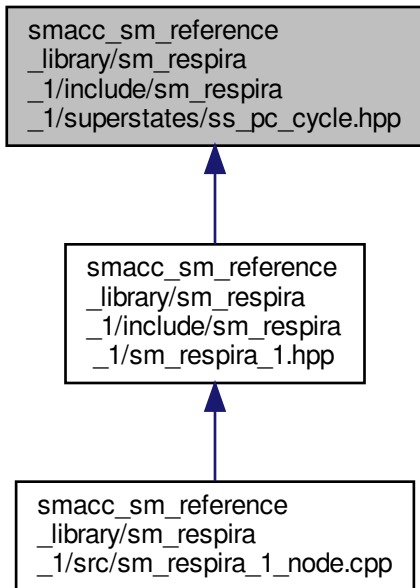 smacc_sm_reference
_library/sm_respira
_1/include/sm_respira
_1/superstates/ss_pc_cycle.hpp
smacc_sm_reference
_library/sm_respira
_1/include/sm_respira
_1/sm_respira_1.hpp
smacc_sm_reference
_library/sm_respira
_1/src/sm_respira_1_node.cpp